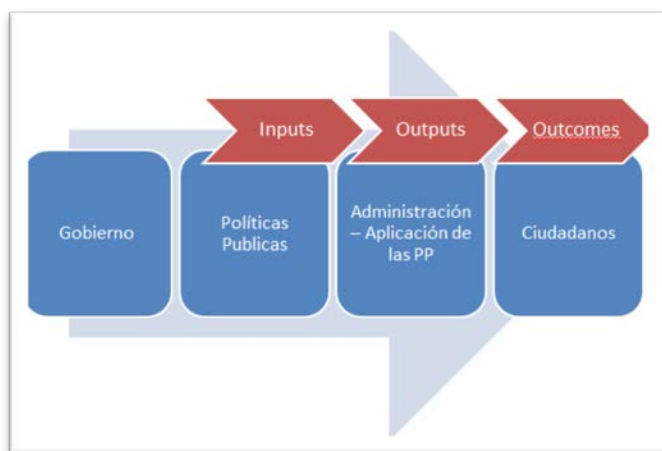 Inputs
Outputs
Outcomes
Gobierno
Políticas
Publicas
Administración
– Aplicación de
las PP
Ciudadanos